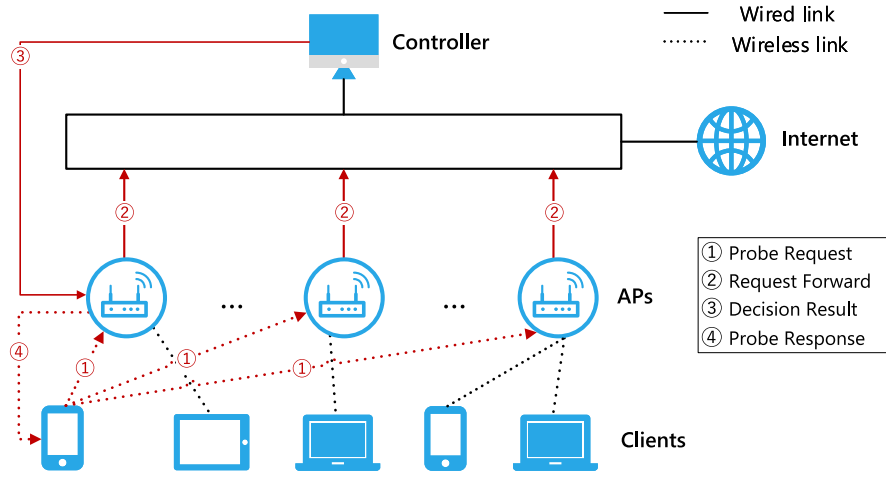 Controller
Wired link
Wireless link
③
Internet
② ② ②
① Probe Request
② Request Forward
③ Decision Result
④ Probe Response
... ...
APs
④ ① ① ①
Clients